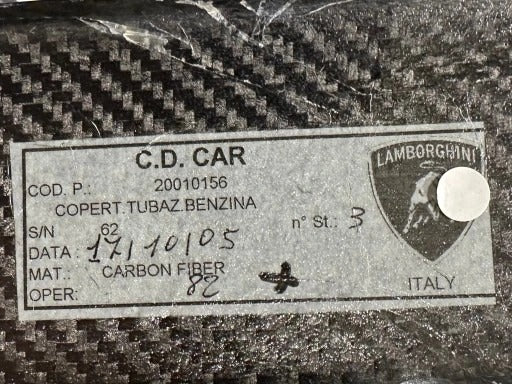 C.D. CAR
LAMBORGHINI
COD. P.: 20010156
COPERT.TUBAZ.BENZINA
S/N 62 n° St.: 3
DATA : 17/10/05
MAT.: CARBON FIBER
OPER: 82
ITALY